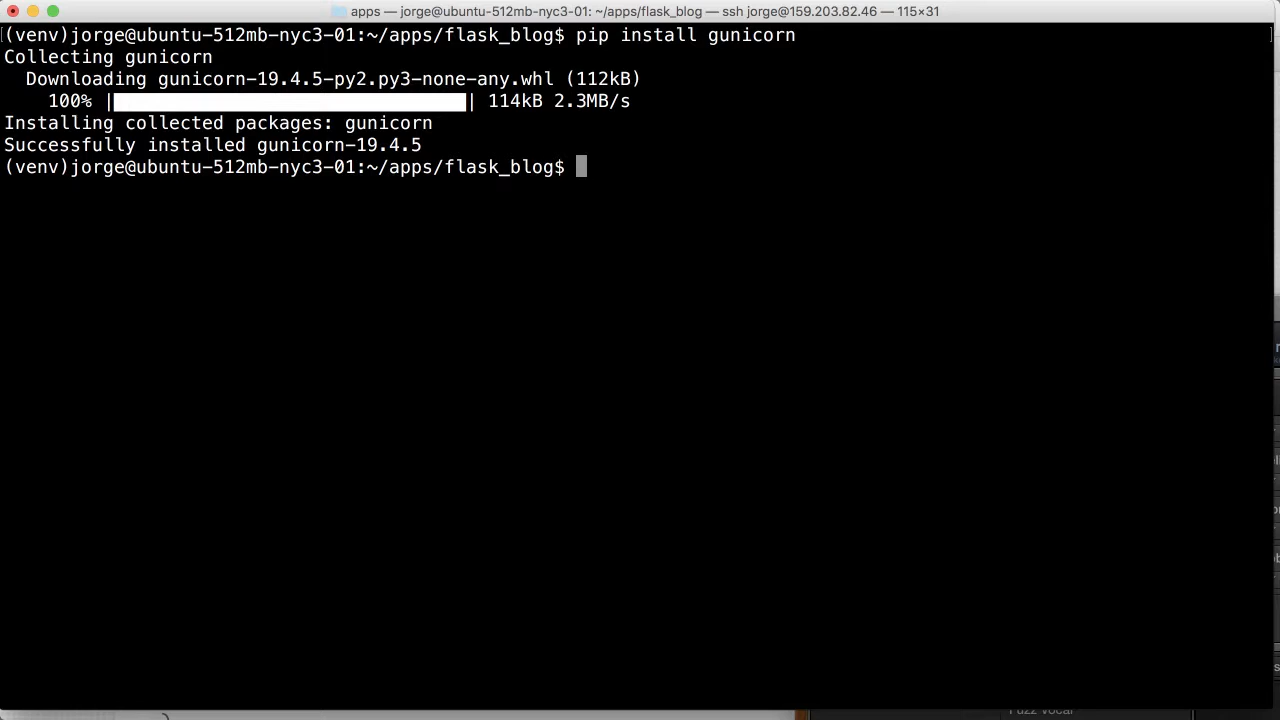 apps — jorge@ubuntu-512mb-nyc3-01: ~/apps/flask_blog — ssh jorge@159.203.82.46 — 115×31
(venv)jorge@ubuntu-512mb-nyc3-01:~/apps/flask_blog$ pip install gunicorn
Collecting gunicorn
  Downloading gunicorn-19.4.5-py2.py3-none-any.whl (112kB)
    100% |████████████████████████████████| 114kB 2.3MB/s
Installing collected packages: gunicorn
Successfully installed gunicorn-19.4.5
(venv)jorge@ubuntu-512mb-nyc3-01:~/apps/flask_blog$